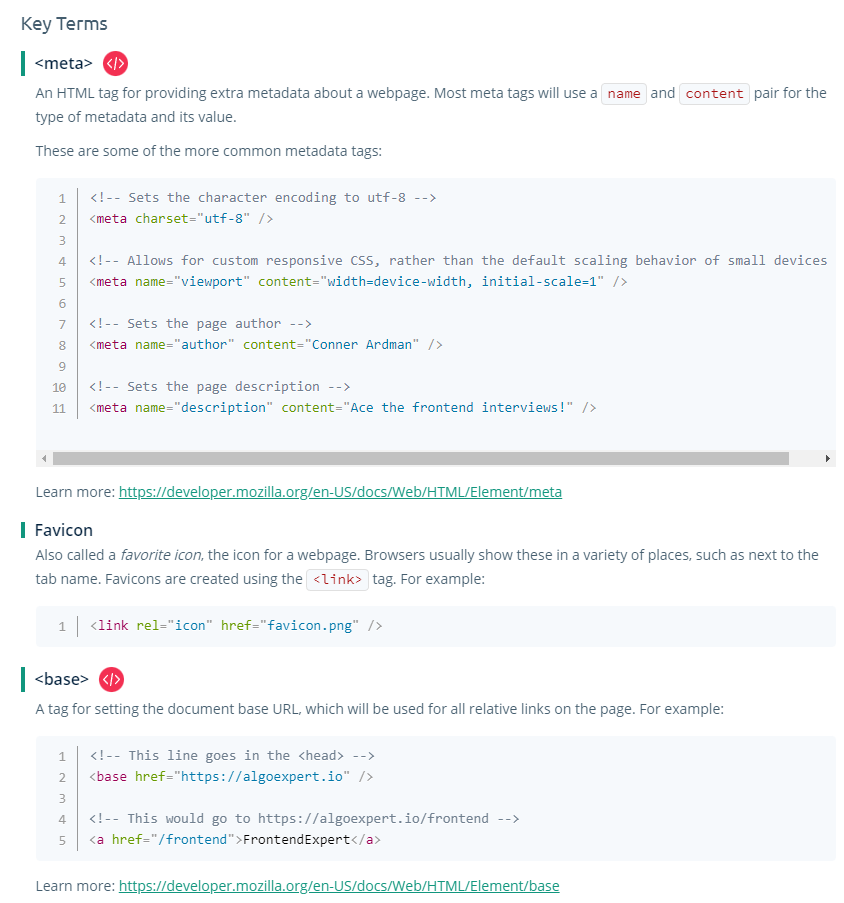 Key Terms
<meta> </>
An HTML tag for providing extra metadata about a webpage. Most meta tags will use a name and content pair for the
type of metadata and its value.
These are some of the more common metadata tags:
1 <!-- Sets the character encoding to utf-8 -->
2 <meta charset="utf-8" />
3
4 <!-- Allows for custom responsive CSS, rather than the default scaling behavior of small devices
5 <meta name="viewport" content="width=device-width, initial-scale=1" />
6
7 <!-- Sets the page author -->
8 <meta name="author" content="Conner Ardman" />
9
10 <!-- Sets the page description -->
11 <meta name="description" content="Ace the frontend interviews!" />
Learn more: https://developer.mozilla.org/en-US/docs/Web/HTML/Element/meta
Favicon
Also called a favorite icon, the icon for a webpage. Browsers usually show these in a variety of places, such as next to the
tab name. Favicons are created using the <link> tag. For example:
1 <link rel="icon" href="favicon.png" />
<base> </>
A tag for setting the document base URL, which will be used for all relative links on the page. For example:
1 <!-- This line goes in the <head> -->
2 <base href="https://algoexpert.io" />
3
4 <!-- This would go to https://algoexpert.io/frontend -->
5 <a href="/frontend">FrontendExpert</a>
Learn more: https://developer.mozilla.org/en-US/docs/Web/HTML/Element/base